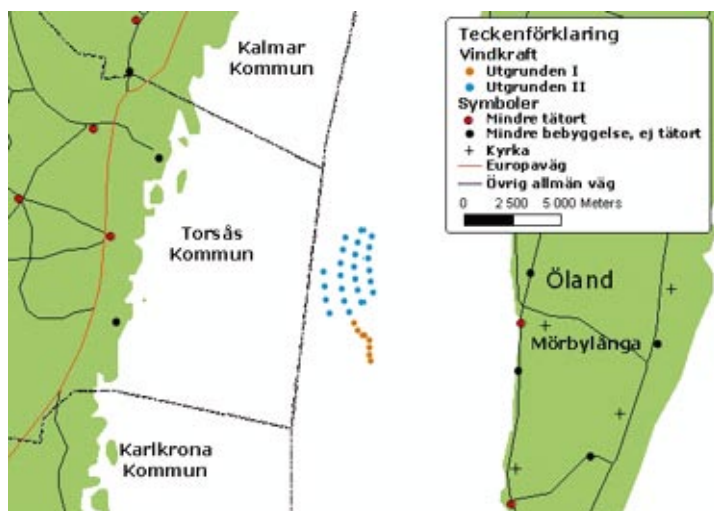 Kalmar
Kommun
Teckenförklaring
Vindkraft
Utgrunden I
Utgrunden II
Symboler
Mindre tätort
Mindre bebyggelse, ej tätort
Kyrka
Europaväg
Övrig allmän väg
0 2 500 5 000 Meters
Torsås
Kommun
Öland
Mörbylånga
Karlkrona
Kommun